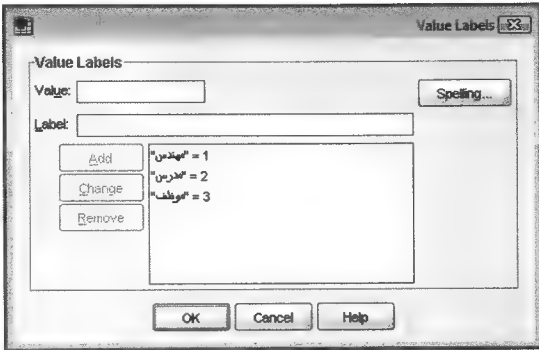 Value Labels
Value Labels
Value:
Spelling...
Label:
Add
Change
Remove
1 = "مهندس"
2 = "مدرس"
3 = "موظف"
OK
Cancel
Help